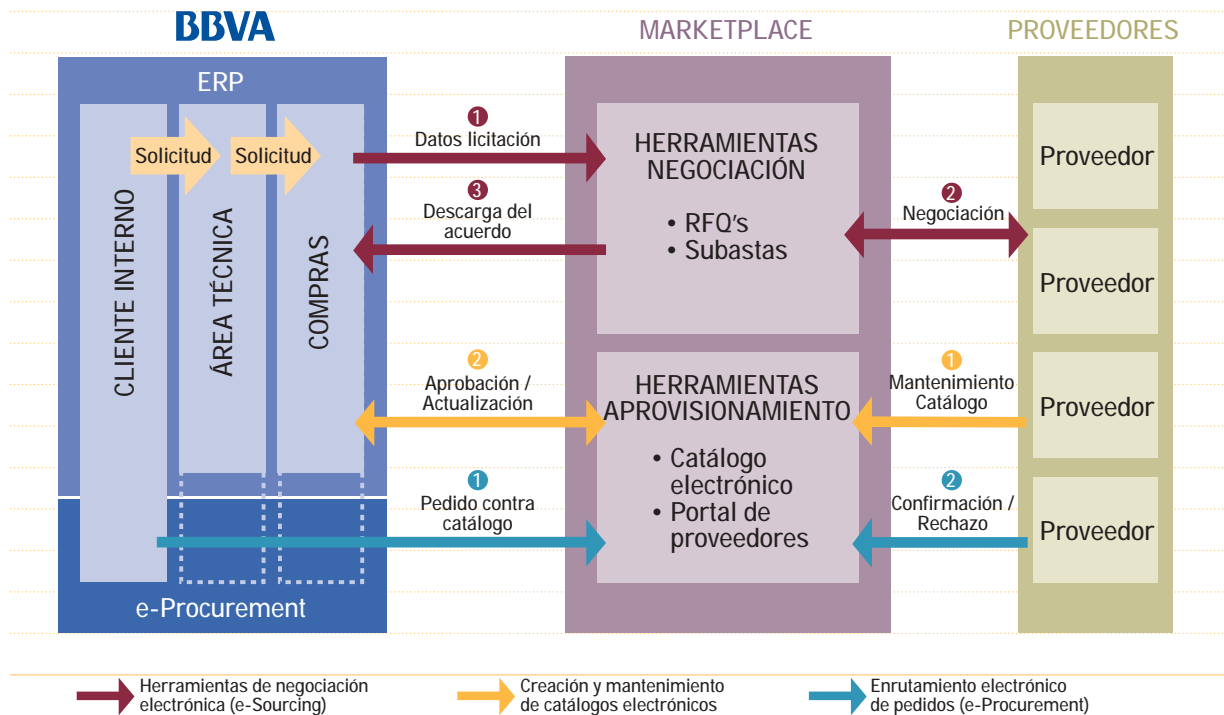 BBVA
MARKETPLACE
PROVEEDORES
ERP
Solicitud
Solicitud
CLIENTE INTERNO
ÁREA TÉCNICA
COMPRAS
e-Procurement
1
Datos licitación
3
Descarga del
acuerdo
2
Aprobación /
Actualización
1
Pedido contra
catálogo
HERRAMIENTAS
NEGOCIACIÓN
• RFQ's
• Subastas
HERRAMIENTAS
APROVISIONAMIENTO
• Catálogo
electrónico
• Portal de
proveedores
2
Negociación
1
Mantenimiento
Catálogo
2
Confirmación /
Rechazo
Proveedor
Proveedor
Proveedor
Proveedor
Herramientas de negociación
electrónica (e-Sourcing)
Creación y mantenimiento
de catálogos electrónicos
Enrutamiento electrónico
de pedidos (e-Procurement)